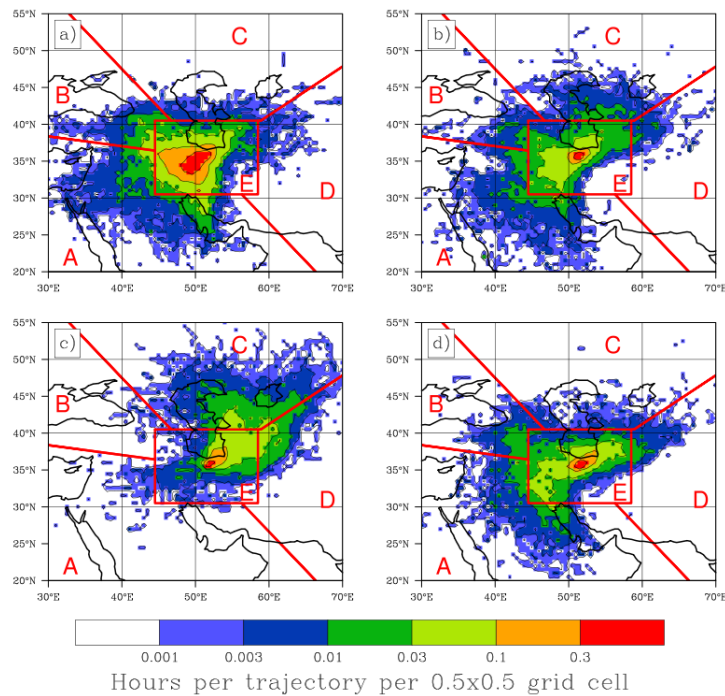 55°N
50°N
45°N
40°N
35°N
30°N
25°N
20°N
30°E 40°E 50°E 60°E 70°E
a)
A
B
C
D
E
55°N
50°N
45°N
40°N
35°N
30°N
25°N
20°N
30°E 40°E 50°E 60°E 70°E
b)
A
B
C
D
E
55°N
50°N
45°N
40°N
35°N
30°N
25°N
20°N
30°E 40°E 50°E 60°E 70°E
c)
A
B
C
D
E
55°N
50°N
45°N
40°N
35°N
30°N
25°N
20°N
30°E 40°E 50°E 60°E 70°E
d)
A
B
C
D
E
0.001 0.003 0.01 0.03 0.1 0.3
Hours per trajectory per 0.5x0.5 grid cell